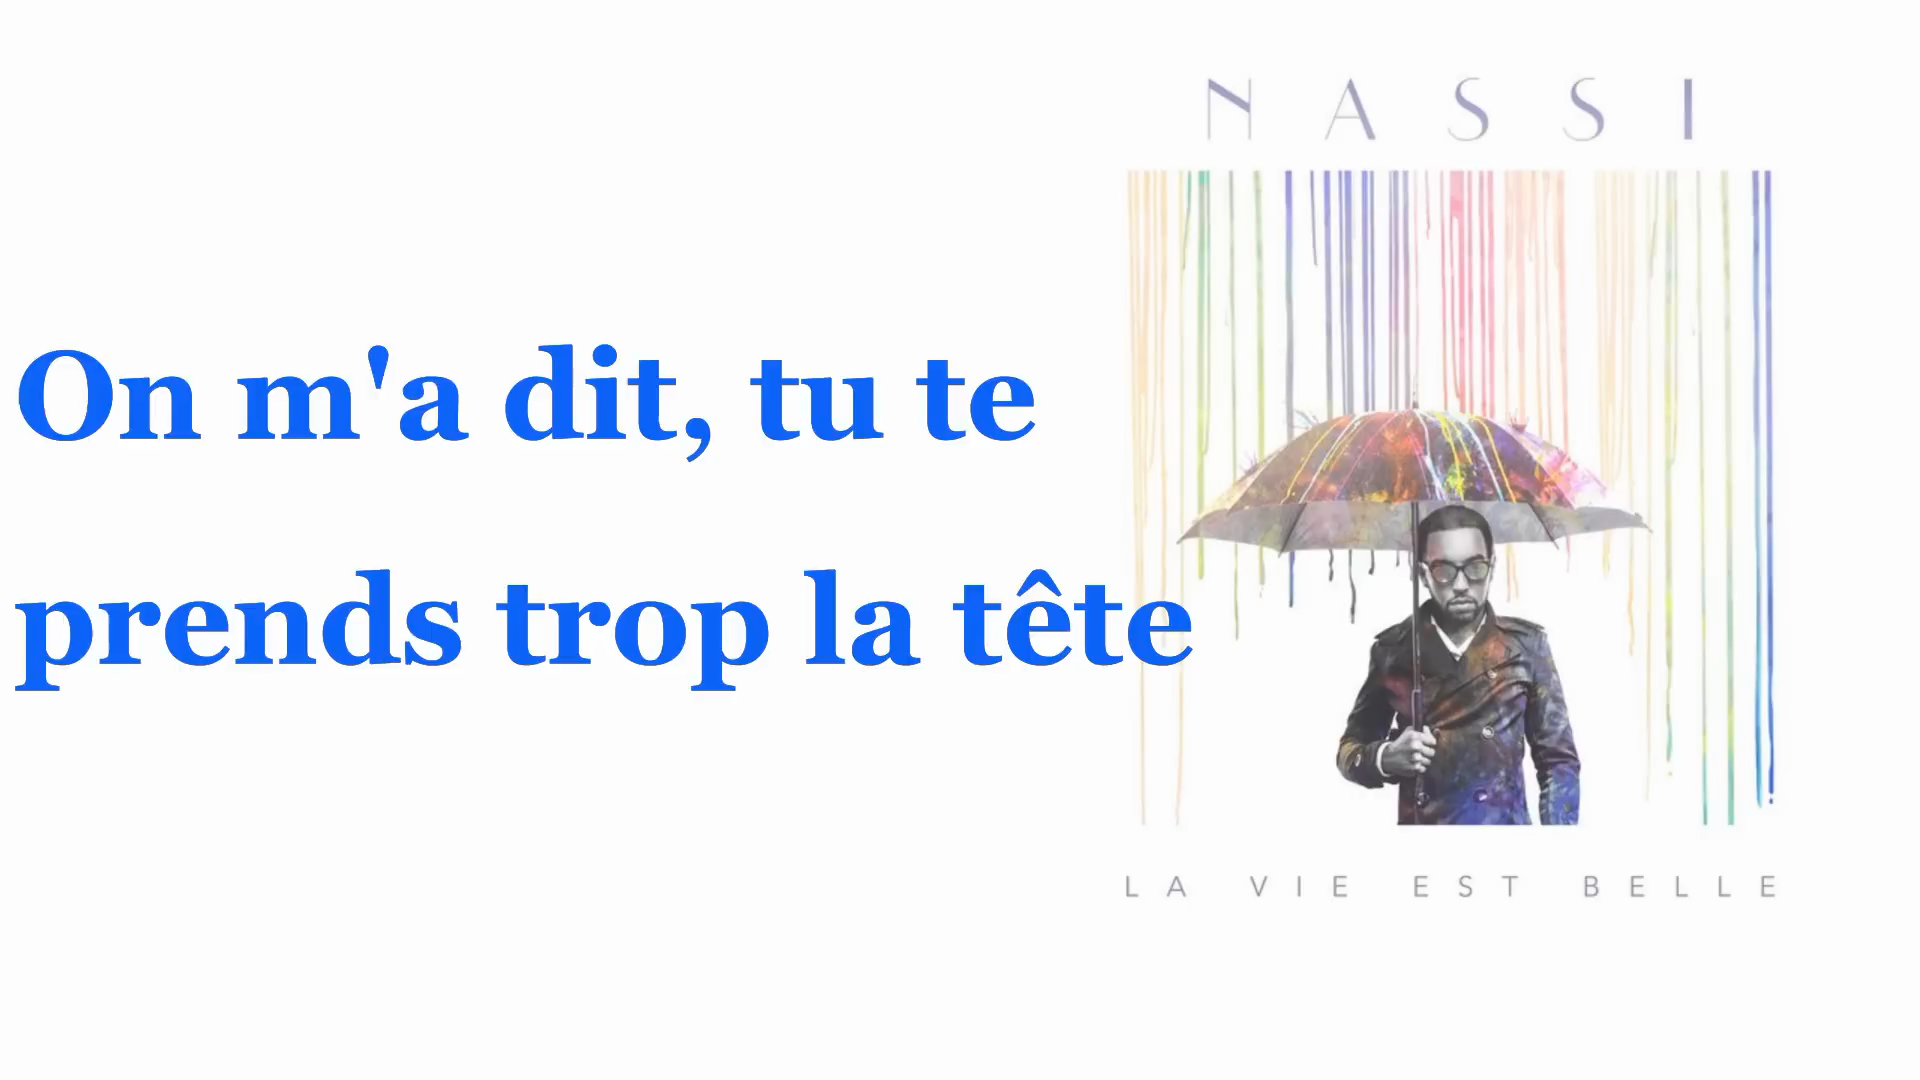 NASSI
On m'a dit, tu te
prends trop la tête
LA VIE EST BELLE